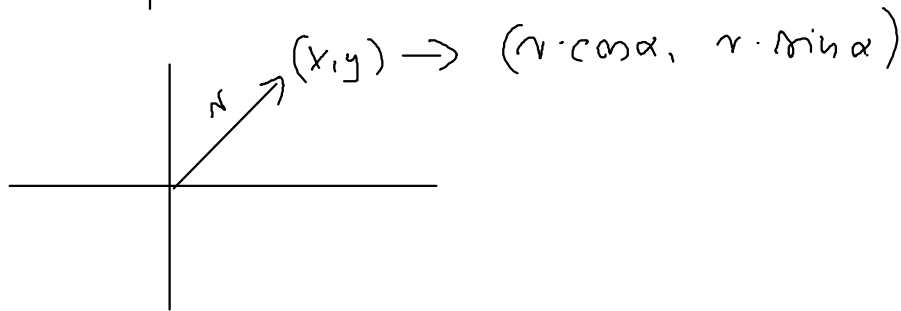 (x,y) → (r·cosα, r·sinα)
r